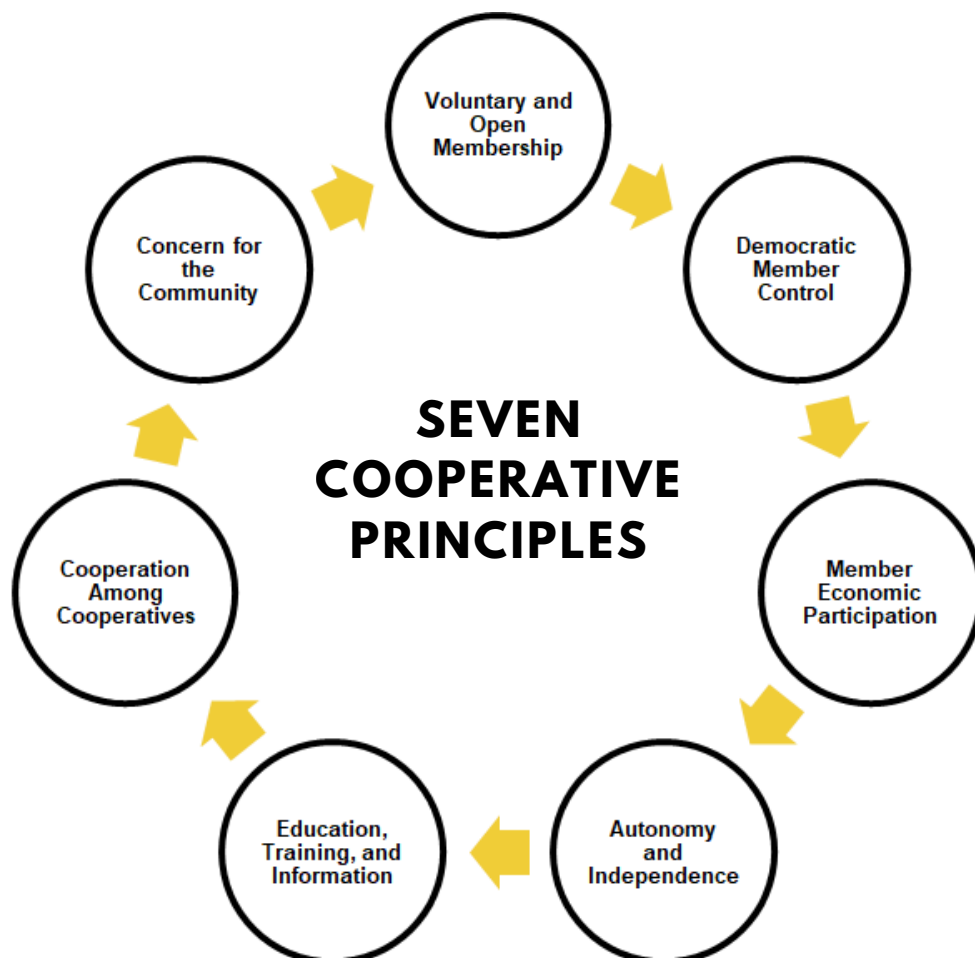 Voluntary and
Open
Membership
Democratic
Member
Control
Member
Economic
Participation
Autonomy
and
Independence
Education,
Training, and
Information
Cooperation
Among
Cooperatives
Concern for
the
Community
SEVEN
COOPERATIVE
PRINCIPLES